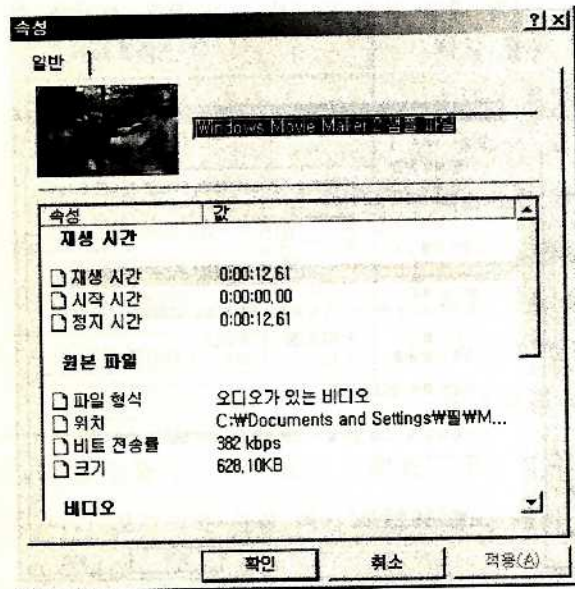 속성
일반
Windows Movie Maker 2 샘플 파일
속성 값
재생 시간
재생 시간 0:00:12,61
시작 시간 0:00:00,00
정지 시간 0:00:12,61
원본 파일
파일 형식 오디오가 있는 비디오
위치 C:₩Documents and Settings₩필₩M...
비트 전송률 382 kbps
크기 628,10KB
비디오
확인 취소 적용(A)